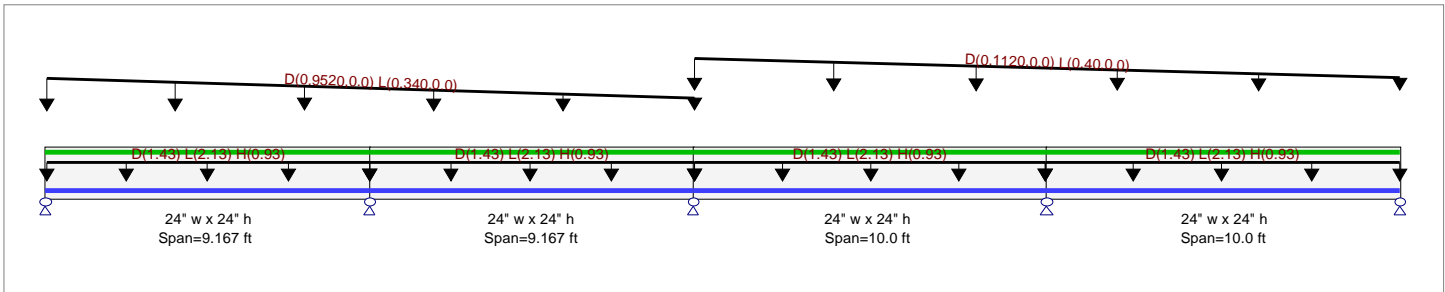 D(0.9520,0.0) L(0.340,0.0)
D(0.1120,0.0) L(0.40,0.0)
D(1.43) L(2.13) H(0.93)
D(1.43) L(2.13) H(0.93)
D(1.43) L(2.13) H(0.93)
D(1.43) L(2.13) H(0.93)
24" w x 24" h
Span=9.167 ft
24" w x 24" h
Span=9.167 ft
24" w x 24" h
Span=10.0 ft
24" w x 24" h
Span=10.0 ft